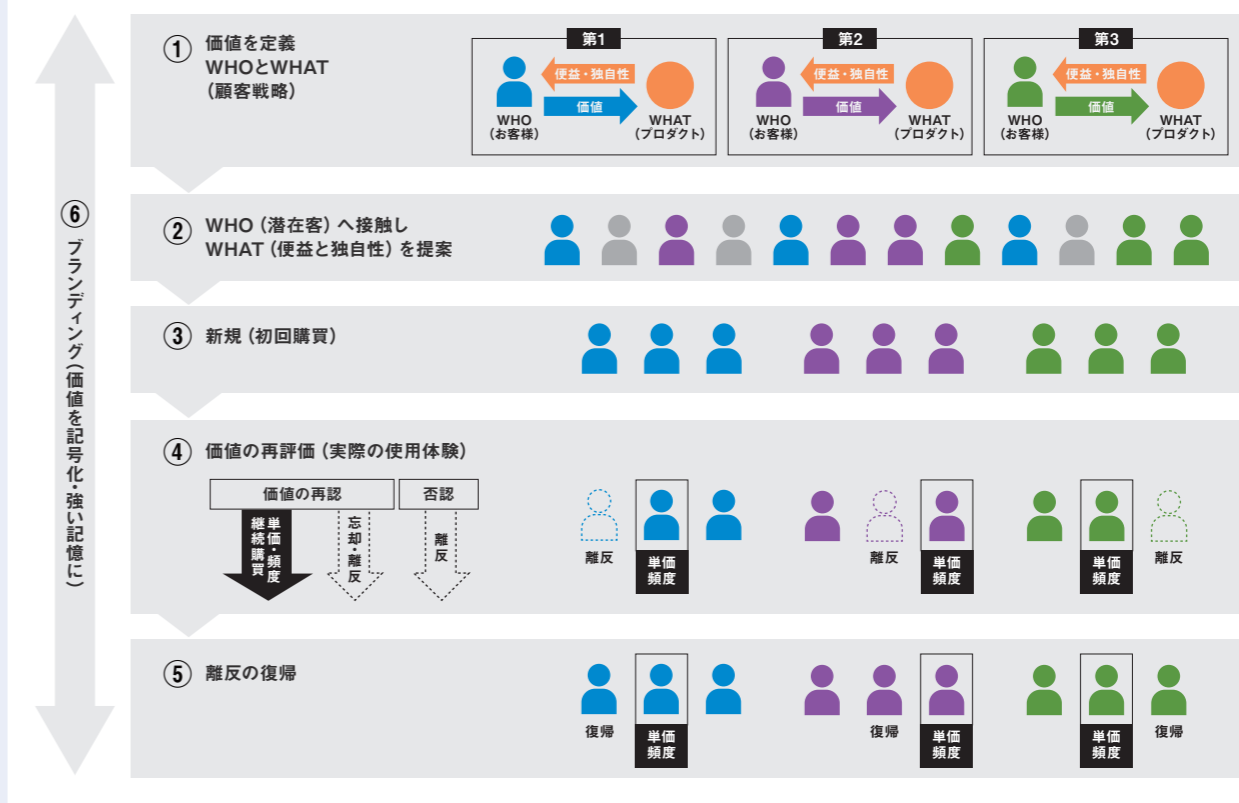 ⑥ ブランディング（価値を記号化・強い記憶に）
① 価値を定義
WHOとWHAT
（顧客戦略）
第1
便益・独自性
価値
WHO
（お客様）
WHAT
（プロダクト）
第2
便益・独自性
価値
WHO
（お客様）
WHAT
（プロダクト）
第3
便益・独自性
価値
WHO
（お客様）
WHAT
（プロダクト）
② WHO（潜在客）へ接触し
WHAT（便益と独自性）を提案
③ 新規（初回購買）
④ 価値の再評価（実際の使用体験）
価値の再認
否認
単価・頻度
継続購買
忘却・離反
離反
離反
単価
頻度
離反
単価
頻度
単価
頻度
離反
⑤ 離反の復帰
復帰
単価
頻度
復帰
単価
頻度
単価
頻度
復帰